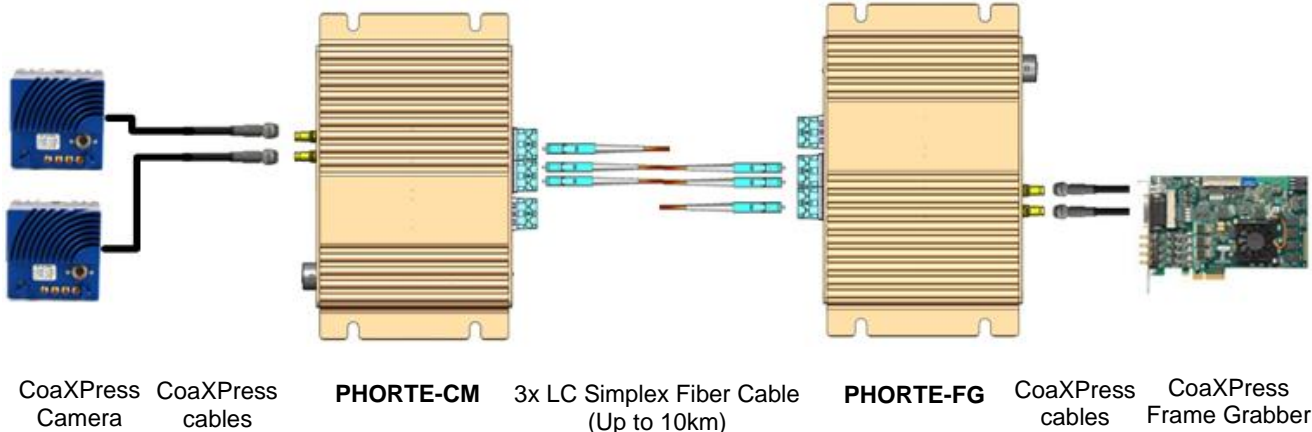 CoaXPress
Camera
CoaXPress
cables
PHORTE-CM
3x LC Simplex Fiber Cable
(Up to 10km)
PHORTE-FG
CoaXPress
cables
CoaXPress
Frame Grabber